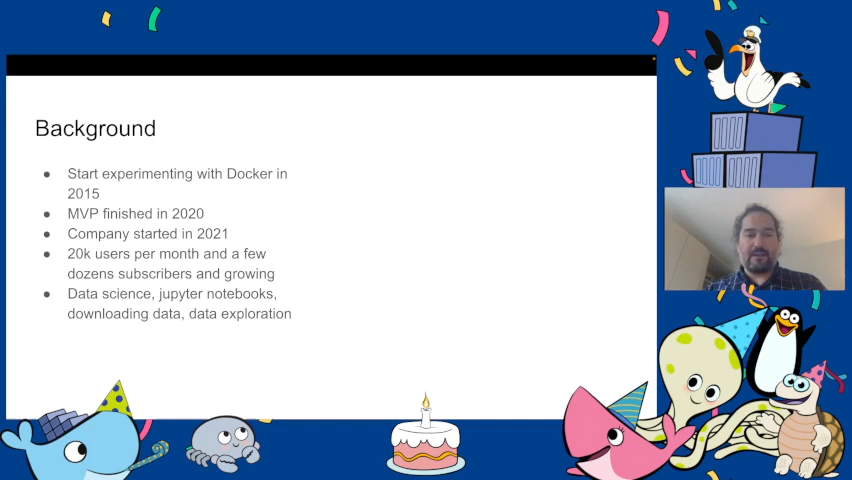 Background
● Start experimenting with Docker in
2015
● MVP finished in 2020
● Company started in 2021
● 20k users per month and a few
dozens subscribers and growing
● Data science, jupyter notebooks,
downloading data, data exploration